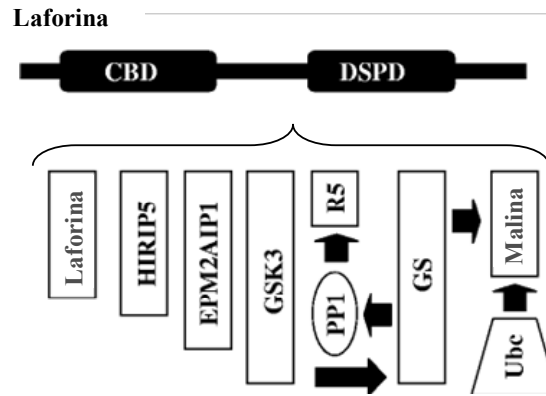 Laforina
CBD
DSPD
Laforina
HIRIP5
EPM2AIP1
GSK3
R5
PP1
GS
Malina
Ubc